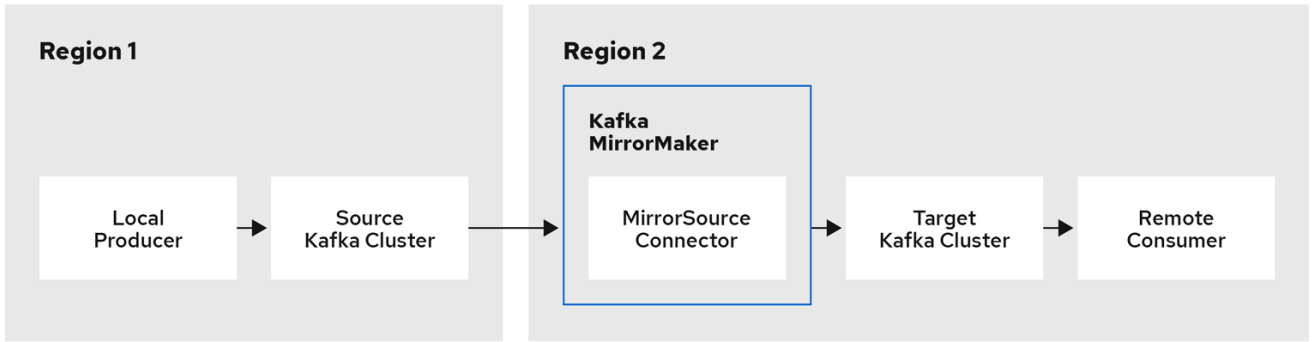 Region 1
Local
Producer
Source
Kafka Cluster
Region 2
Kafka
MirrorMaker
MirrorSource
Connector
Target
Kafka Cluster
Remote
Consumer